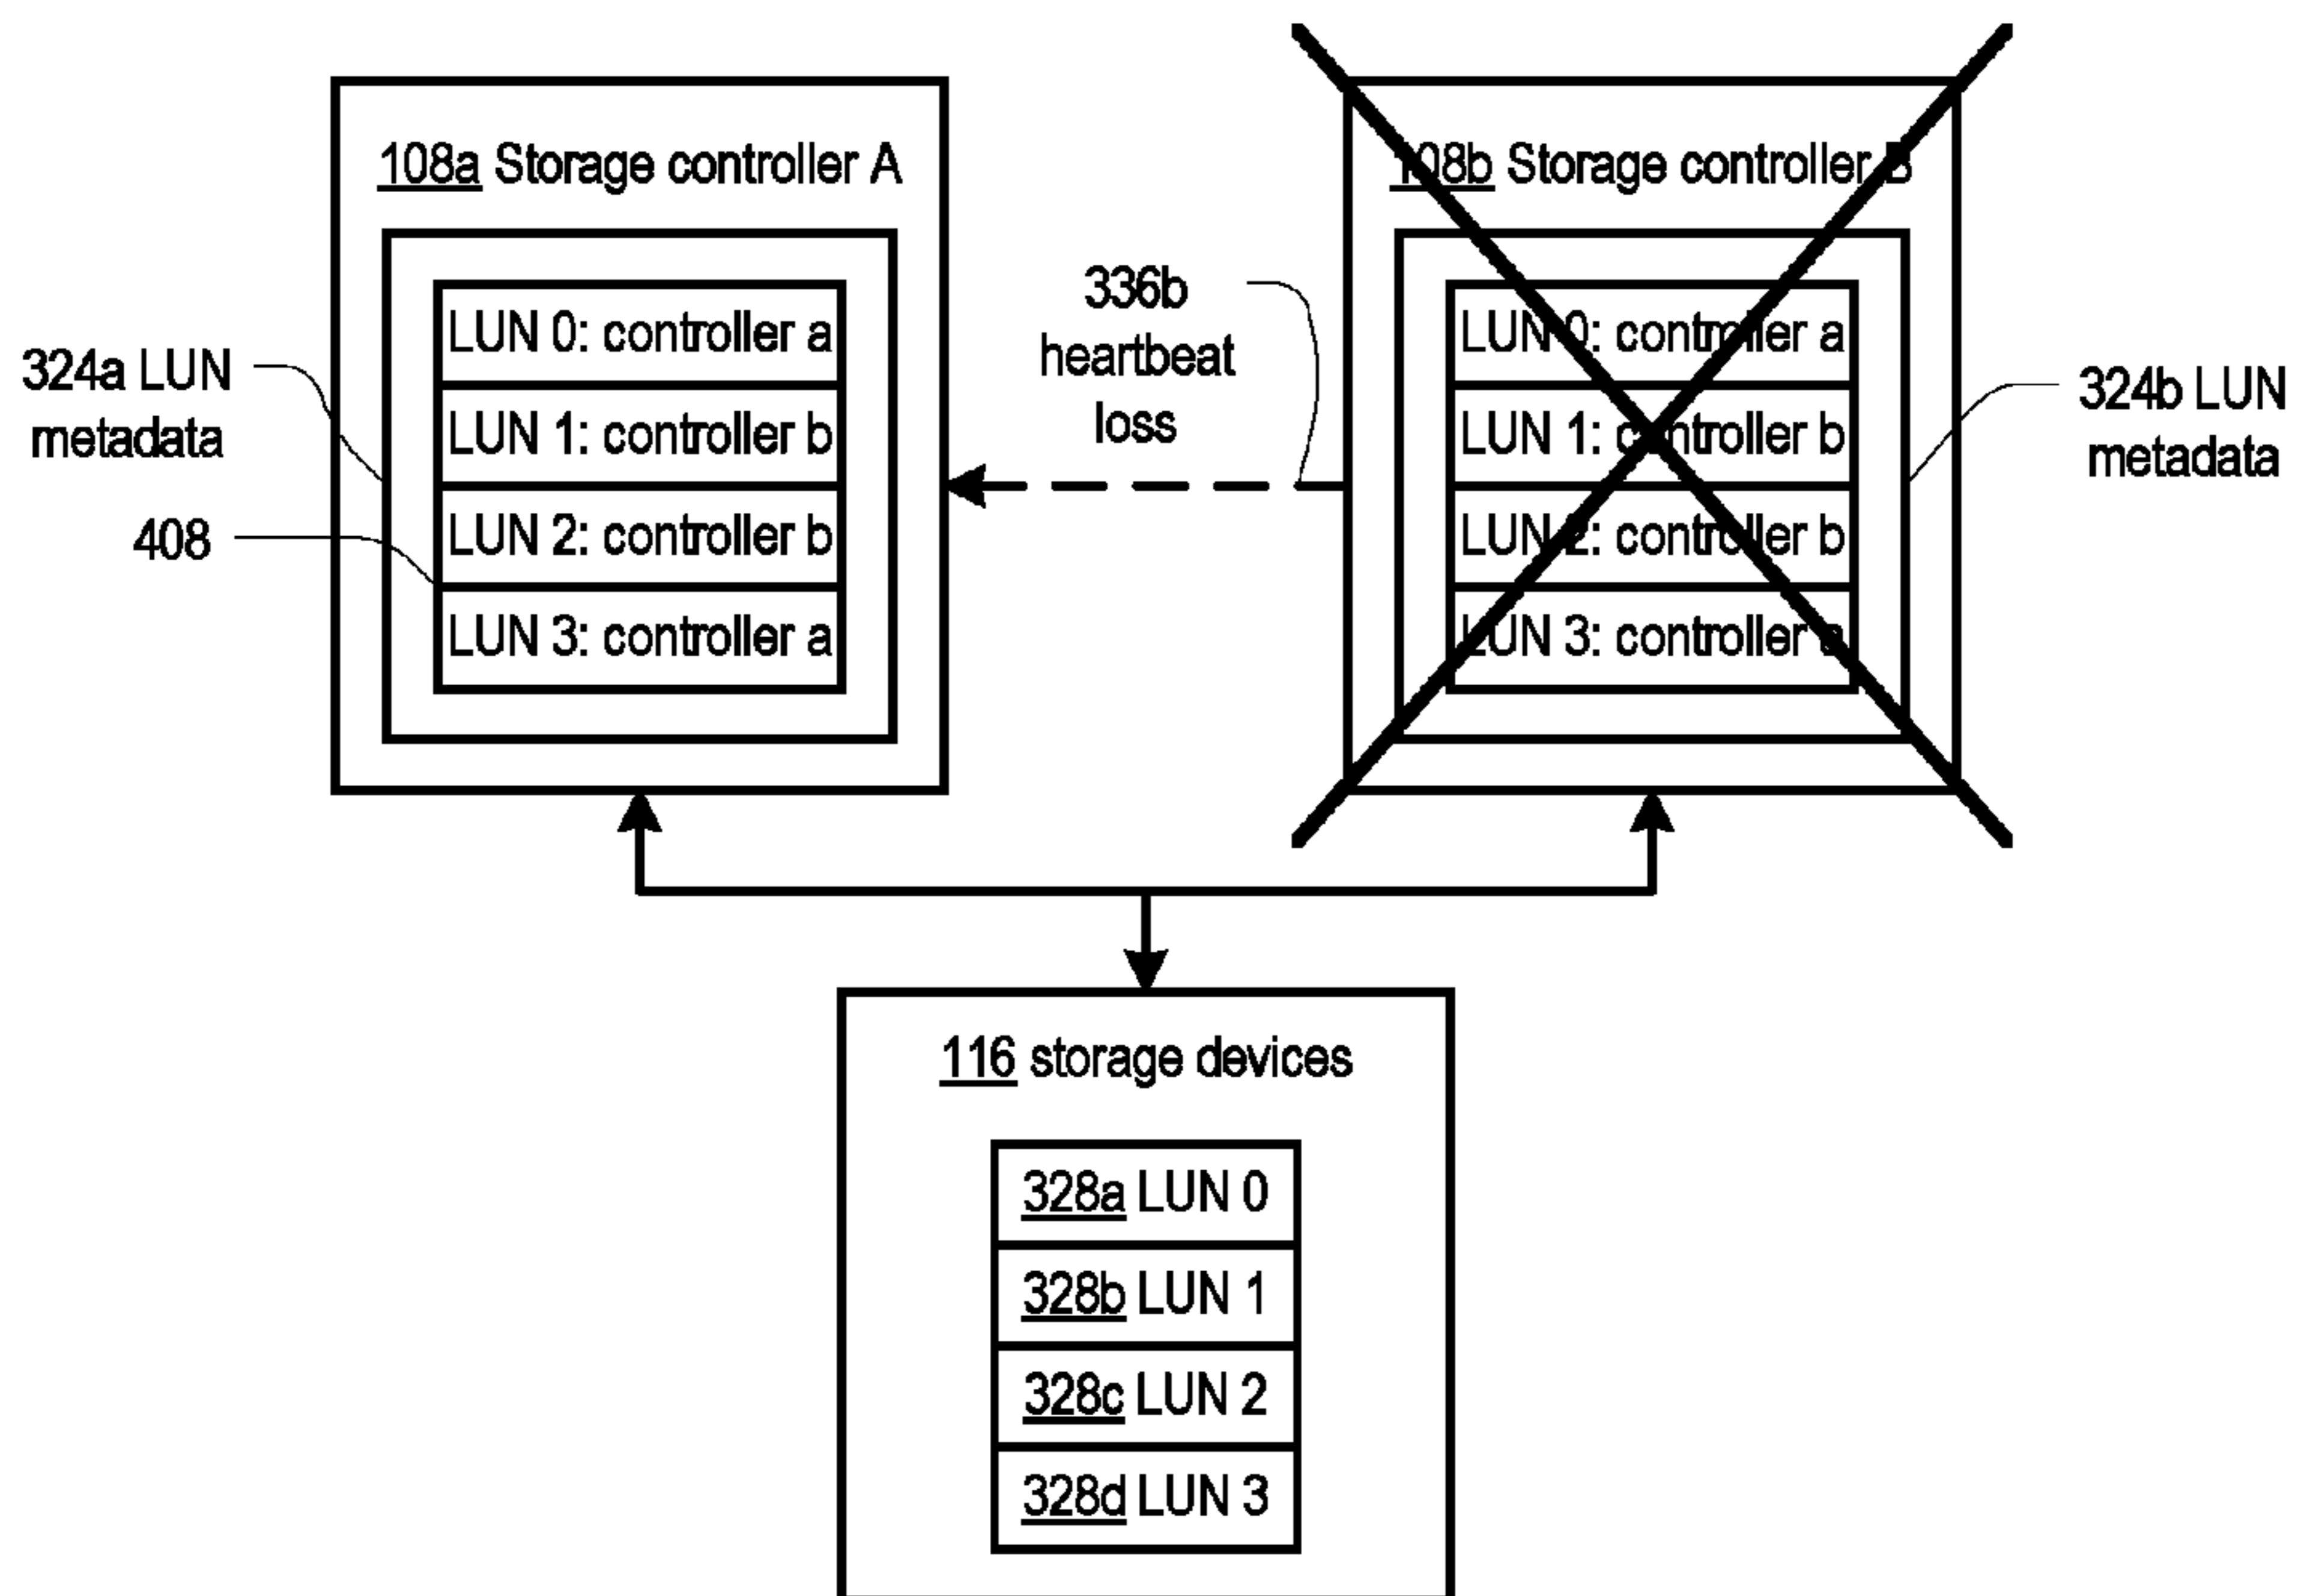 108a Storage controller A
LUN 0: controller a
LUN 1: controller b
LUN 2: controller b
LUN 3: controller a
324a LUN
metadata
408
336b
heartbeat
loss
108b Storage controller B
LUN 0: controller a
LUN 1: controller b
LUN 2: controller b
LUN 3: controller a
324b LUN
metadata
116 storage devices
328a LUN 0
328b LUN 1
328c LUN 2
328d LUN 3